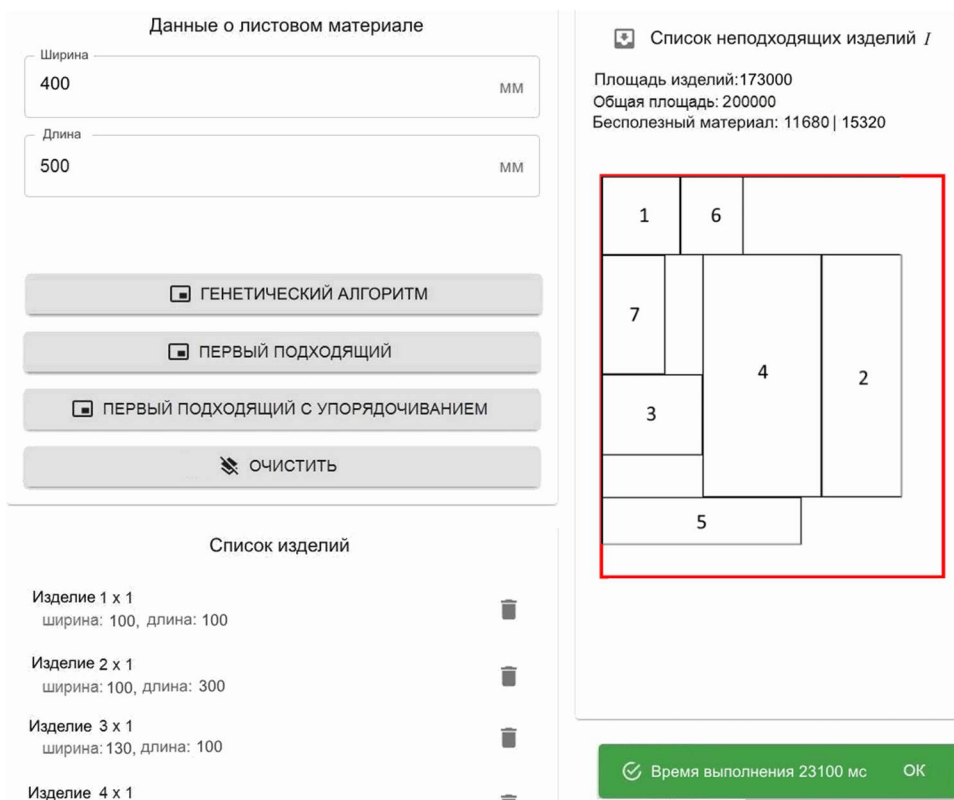 Данные о листовом материале
Ширина
400 мм
Длина
500 мм
ГЕНЕТИЧЕСКИЙ АЛГОРИТМ
ПЕРВЫЙ ПОДХОДЯЩИЙ
ПЕРВЫЙ ПОДХОДЯЩИЙ С УПОРЯДОЧИВАНИЕМ
ОЧИСТИТЬ
Список изделий
Изделие 1 x 1
ширина: 100, длина: 100
Изделие 2 x 1
ширина: 100, длина: 300
Изделие 3 x 1
ширина: 130, длина: 100
Изделие 4 x 1
Список неподходящих изделий I
Площадь изделий:173000
Общая площадь: 200000
Бесполезный материал: 11680 | 15320
1 6
7
4 2
3
5
Время выполнения 23100 мс ОК